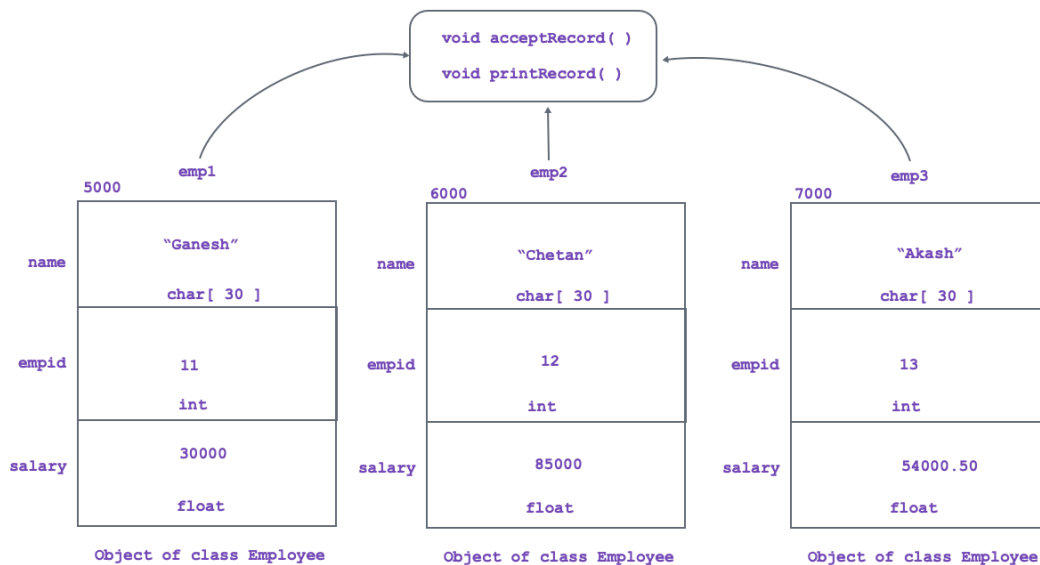 void acceptRecord( )
void printRecord( )
emp1
emp2
emp3
5000
6000
7000
name
“Ganesh”
char[ 30 ]
empid
11
int
salary
30000
float
Object of class Employee
name
“Chetan”
char[ 30 ]
empid
12
int
salary
85000
float
Object of class Employee
name
“Akash”
char[ 30 ]
empid
13
int
salary
54000.50
float
Object of class Employee